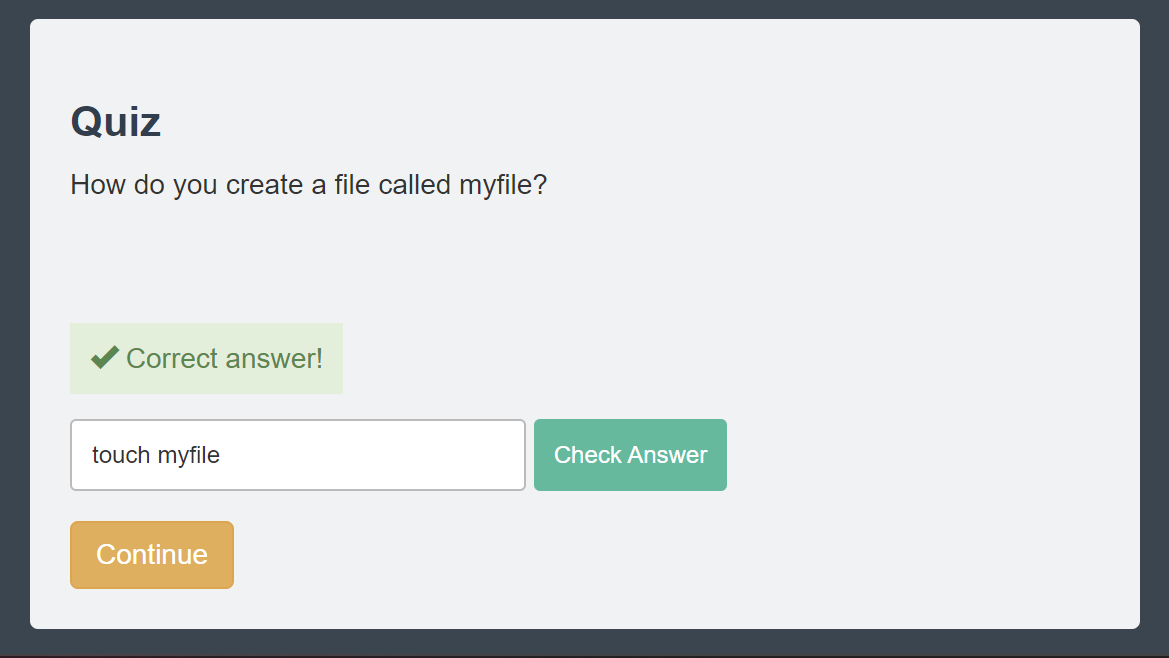 Quiz
How do you create a file called myfile?
Correct answer!
touch myfile
Check Answer
Continue